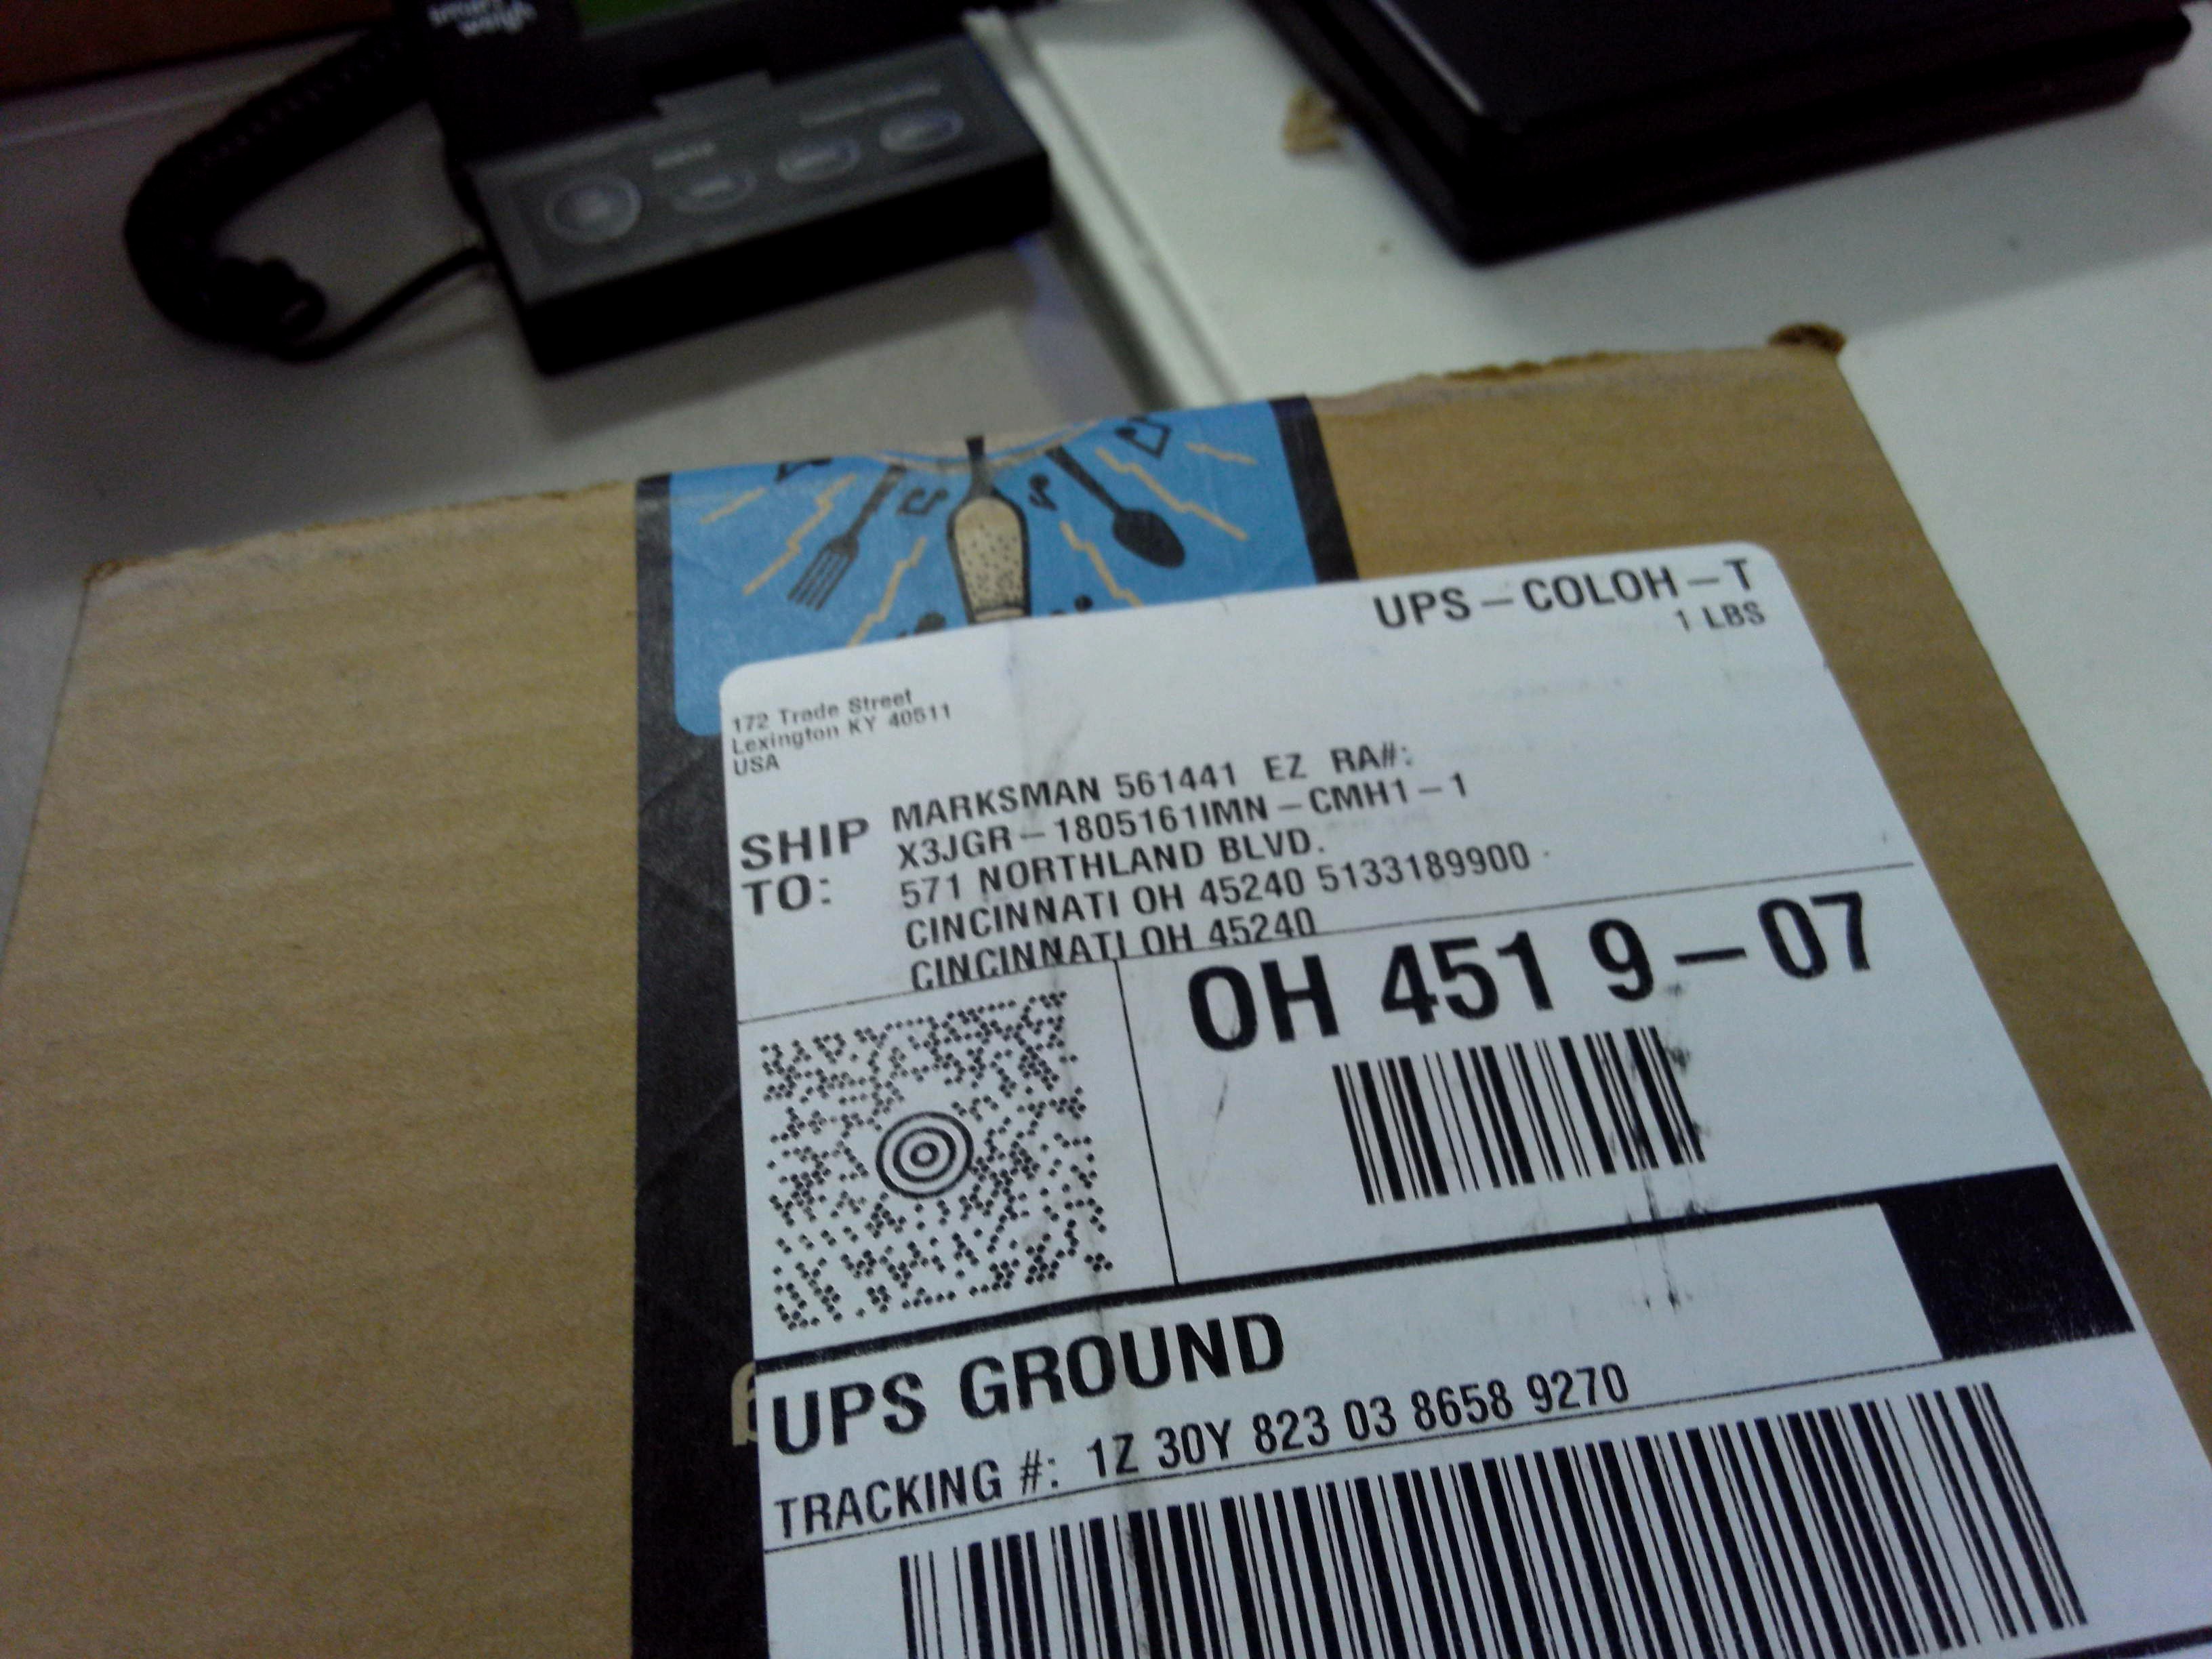 smart
weigh
UPS-COLOH-T
1 LBS
172 Trade Street
Lexington KY 40511
USA
SHIP TO:
MARKSMAN 561441 EZ RA#:
X3JGR-1805161IMN-CMH1-1
571 NORTHLAND BLVD.
CINCINNATI OH 45240 5133189900
CINCINNATI OH 45240
OH 451 9-07
UPS GROUND
TRACKING #: 1Z 30Y 823 03 8658 9270